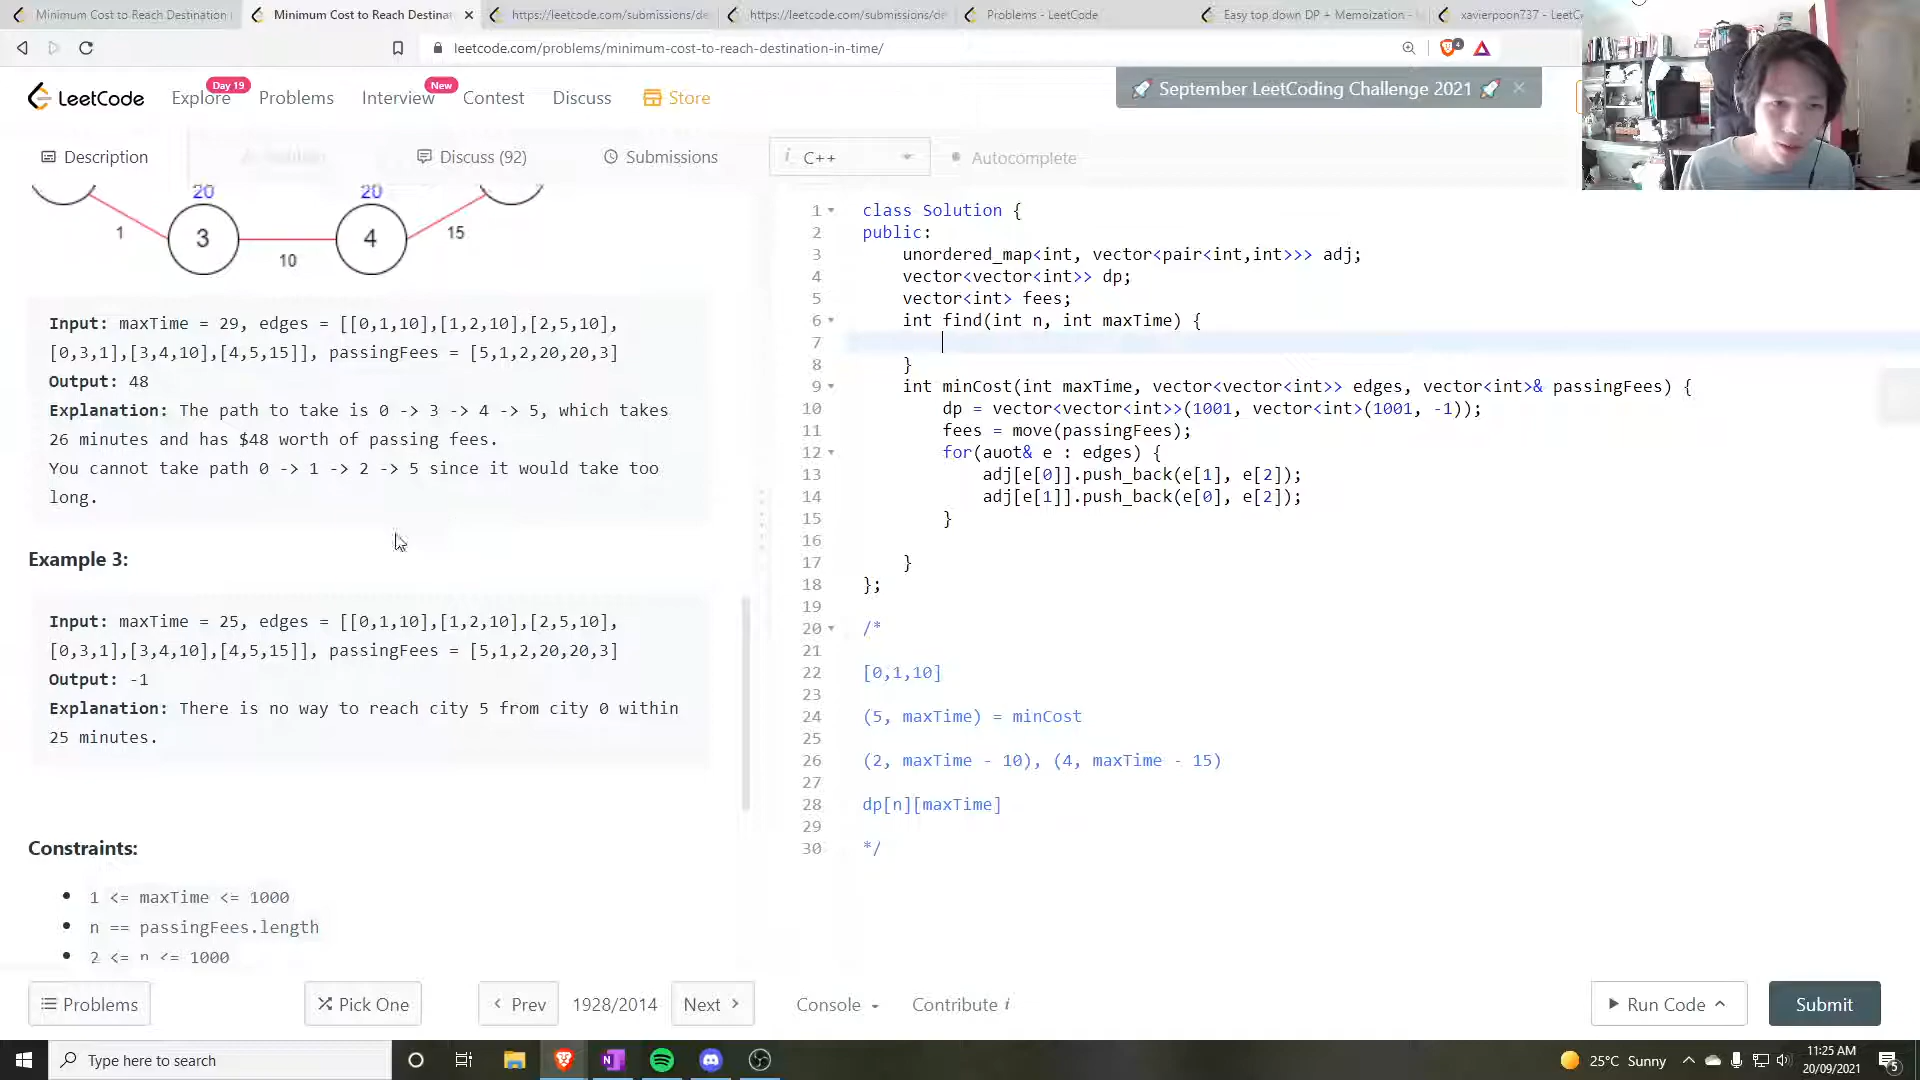 Minimum Cost to Reach Destination i
Minimum Cost to Reach Destinat
https://leetcode.com/submissions/de
https://leetcode.com/submissions/de
Problems - LeetCode
Easy top down DP + Memoization -
xavierpoon737 - LeetC
leetcode.com/problems/minimum-cost-to-reach-destination-in-time/
4
LeetCode
Explore
Day 19
Problems
Interview
New
Contest
Discuss
Store
September LeetCoding Challenge 2021
Description
Discuss (92)
Submissions
i C++
Autocomplete
20
20
1
3
10
4
15
Input: maxTime = 29, edges = [[0,1,10],[1,2,10],[2,5,10],
[0,3,1],[3,4,10],[4,5,15]], passingFees = [5,1,2,20,20,3]
Output: 48
Explanation: The path to take is 0 -> 3 -> 4 -> 5, which takes
26 minutes and has $48 worth of passing fees.
You cannot take path 0 -> 1 -> 2 -> 5 since it would take too
long.
Example 3:
Input: maxTime = 25, edges = [[0,1,10],[1,2,10],[2,5,10],
[0,3,1],[3,4,10],[4,5,15]], passingFees = [5,1,2,20,20,3]
Output: -1
Explanation: There is no way to reach city 5 from city 0 within
25 minutes.
Constraints:
1 <= maxTime <= 1000
n == passingFees.length
2 <= n <= 1000
1 class Solution {
2 public:
3 unordered_map<int, vector<pair<int,int>>> adj;
4 vector<vector<int>> dp;
5 vector<int> fees;
6 int find(int n, int maxTime) {
7
8 }
9 int minCost(int maxTime, vector<vector<int>> edges, vector<int>& passingFees) {
10 dp = vector<vector<int>>(1001, vector<int>(1001, -1));
11 fees = move(passingFees);
12 for(auot& e : edges) {
13 adj[e[0]].push_back(e[1], e[2]);
14 adj[e[1]].push_back(e[0], e[2]);
15 }
16
17 }
18 };
19
20 /*
21
22 [0,1,10]
23
24 (5, maxTime) = minCost
25
26 (2, maxTime - 10), (4, maxTime - 15)
27
28 dp[n][maxTime]
29
30 */
Problems
Pick One
Prev
1928/2014
Next
Console
Contribute i
Run Code
Submit
Type here to search
25°C Sunny
11:25 AM
20/09/2021
5